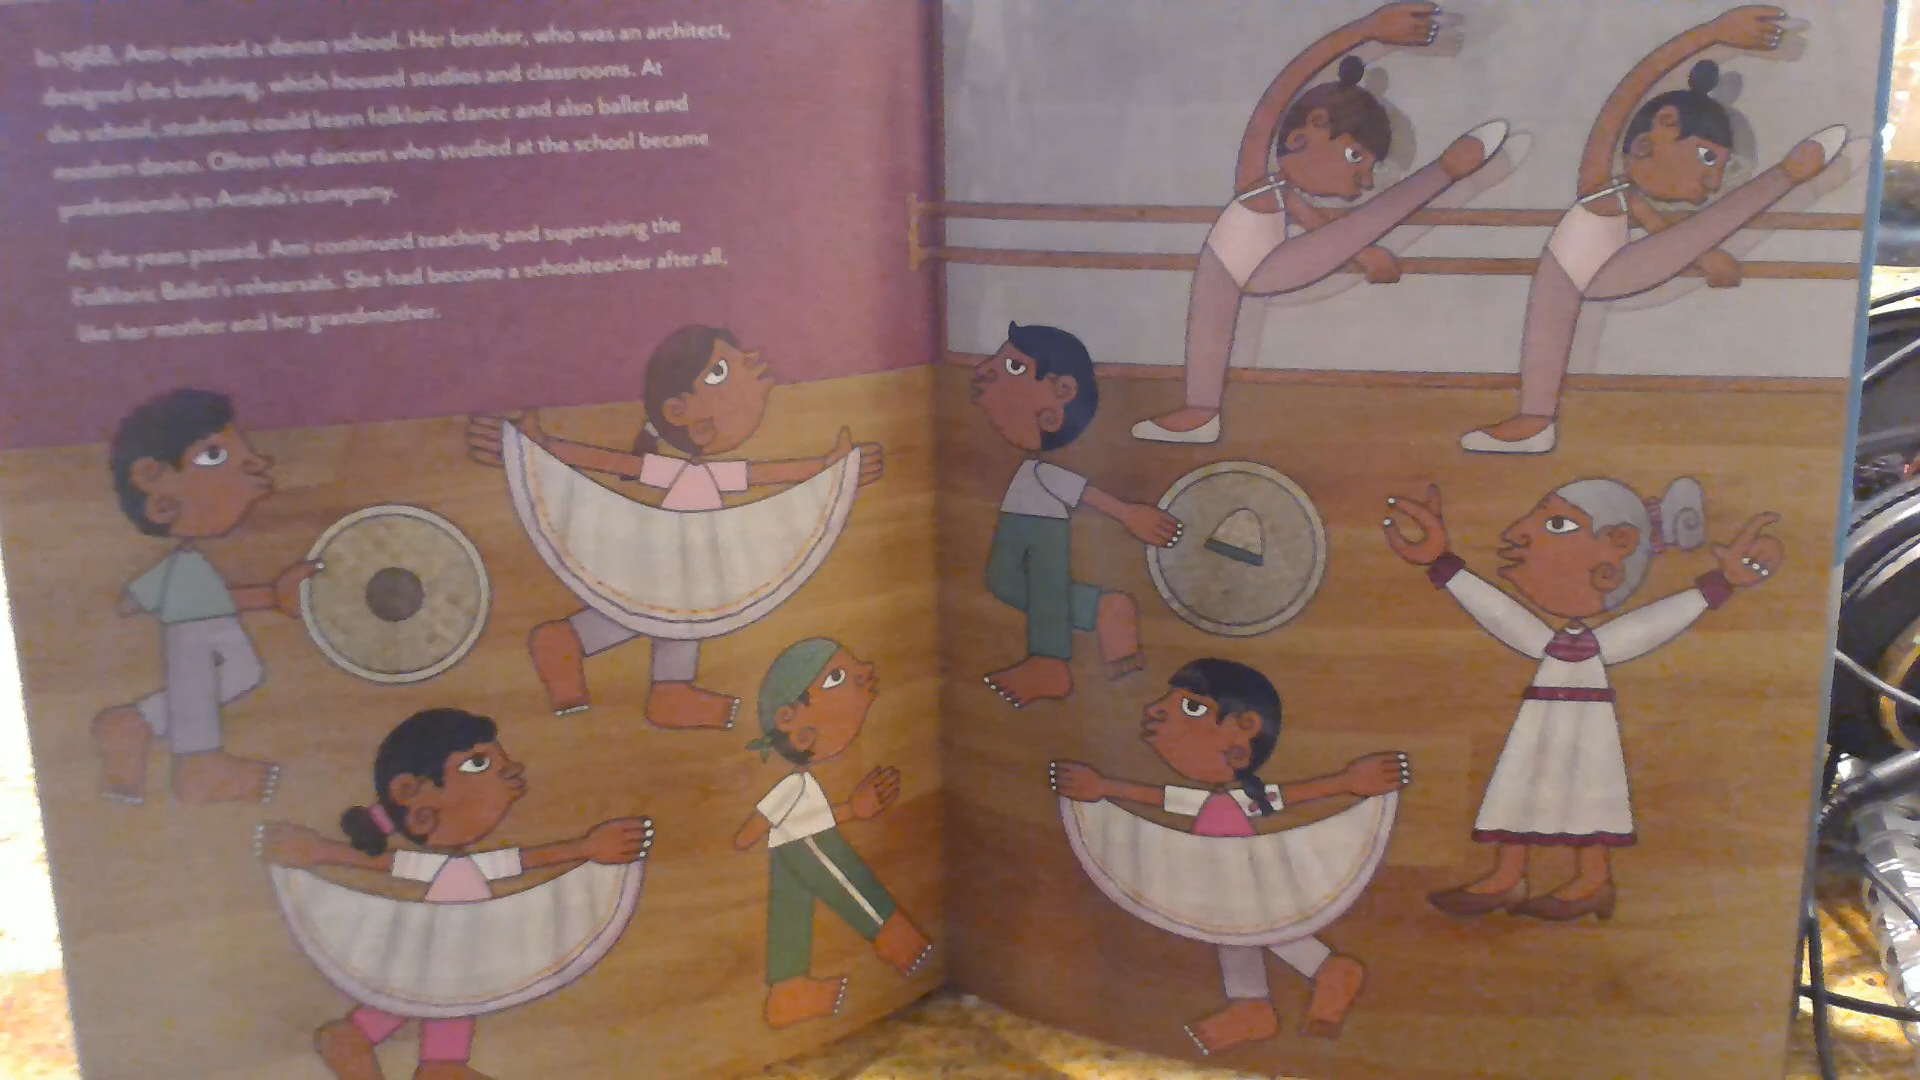 In 1968, Ami opened a dance school. Her brother, who was an architect,
designed the building, which housed studios and classrooms. At
the school, students could learn folkloric dance and also ballet and
modern dance. Often the dancers who studied at the school became
professionals in Amalia's company.
As the years passed, Ami continued teaching and supervising the
Folkloric Ballet's rehearsals. She had become a schoolteacher after all,
like her mother and her grandmother.